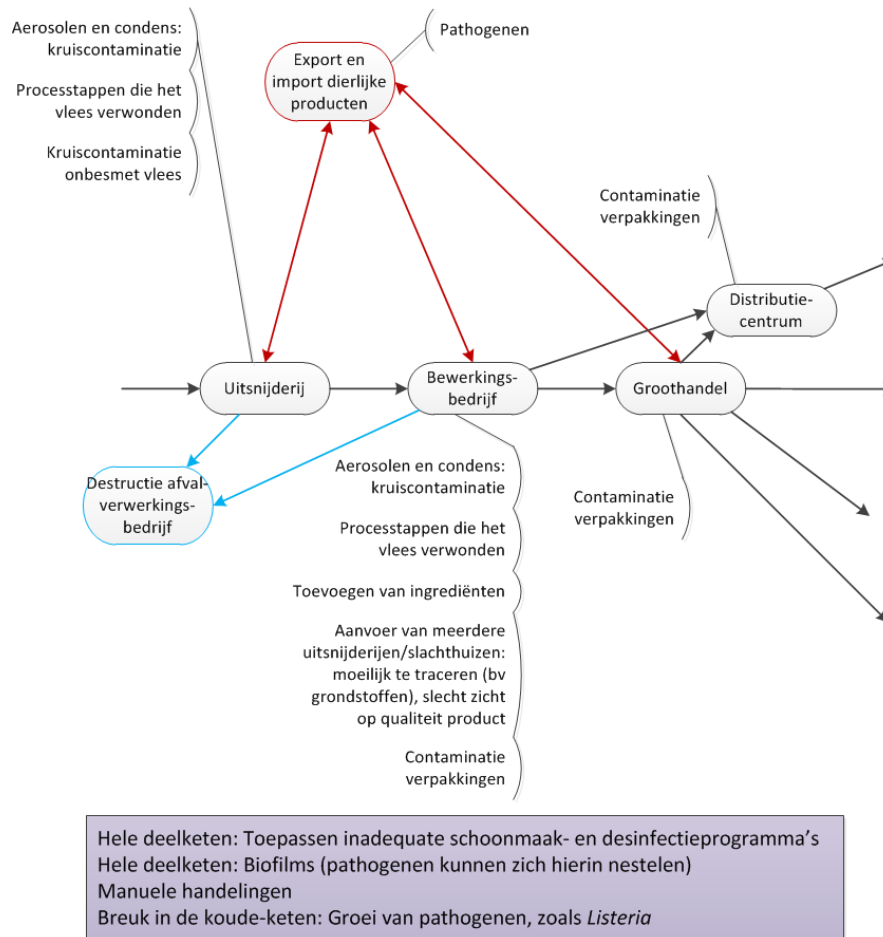 Aerosolen en condens:
kruiscontaminatie
Processtappen die het
vlees verwonden
Kruiscontaminatie
onbesmet vlees
Export en
import dierlijke
producten
Pathogenen
Contaminatie
verpakkingen
Distributie-
centrum
Uitsnijderij
Bewerkings-
bedrijf
Groothandel
Destructie afval-
verwerkings-
bedrijf
Aerosolen en condens:
kruiscontaminatie
Processtappen die het
vlees verwonden
Toevoegen van ingrediënten
Aanvoer van meerdere
uitsnijderijen/slachthuizen:
moeilijk te traceren (bv
grondstoffen), slecht zicht
op qualiteit product
Contaminatie
verpakkingen
Contaminatie
verpakkingen
Hele deelketen: Toepassen inadequate schoonmaak- en desinfectieprogramma’s
Hele deelketen: Biofilms (pathogenen kunnen zich hierin nestelen)
Manuele handelingen
Breuk in de koude-keten: Groei van pathogenen, zoals Listeria